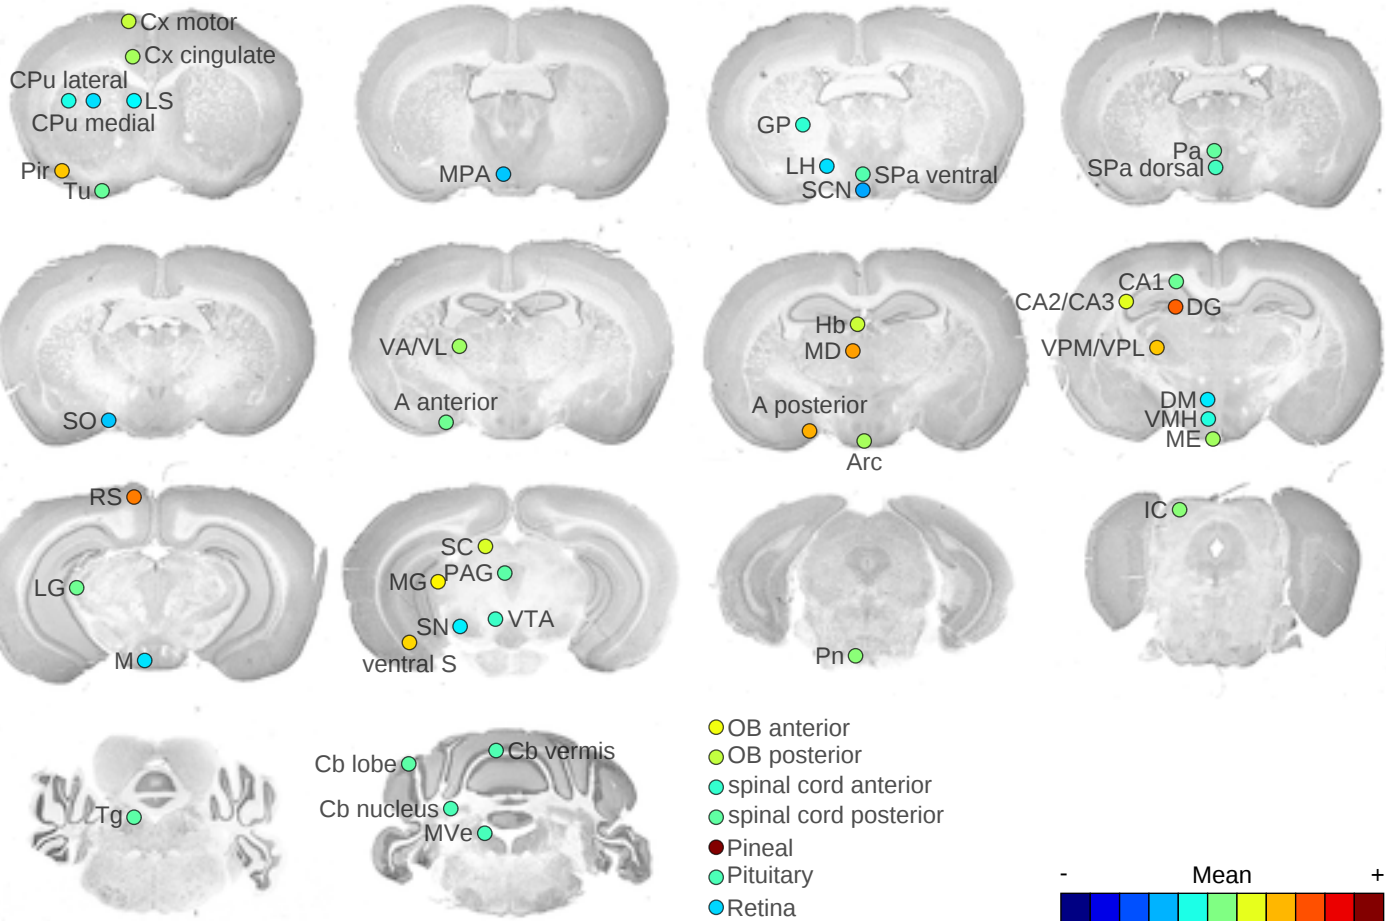 Cx motor
Cx cingulate
CPu lateral
LS
CPu medial
Pir
Tu
MPA
GP
LH
SPa ventral
SCN
Pa
SPa dorsal
SO
VA/VL
A anterior
Hb
MD
A posterior
Arc
CA1
CA2/CA3
DG
VPM/VPL
DM
VMH
ME
RS
LG
M
SC
PAG
MG
VTA
SN
ventral S
Pn
IC
Tg
Cb vermis
Cb lobe
Cb nucleus
MVe
OB anterior
OB posterior
spinal cord anterior
spinal cord posterior
Pineal
Pituitary
Retina
- Mean +